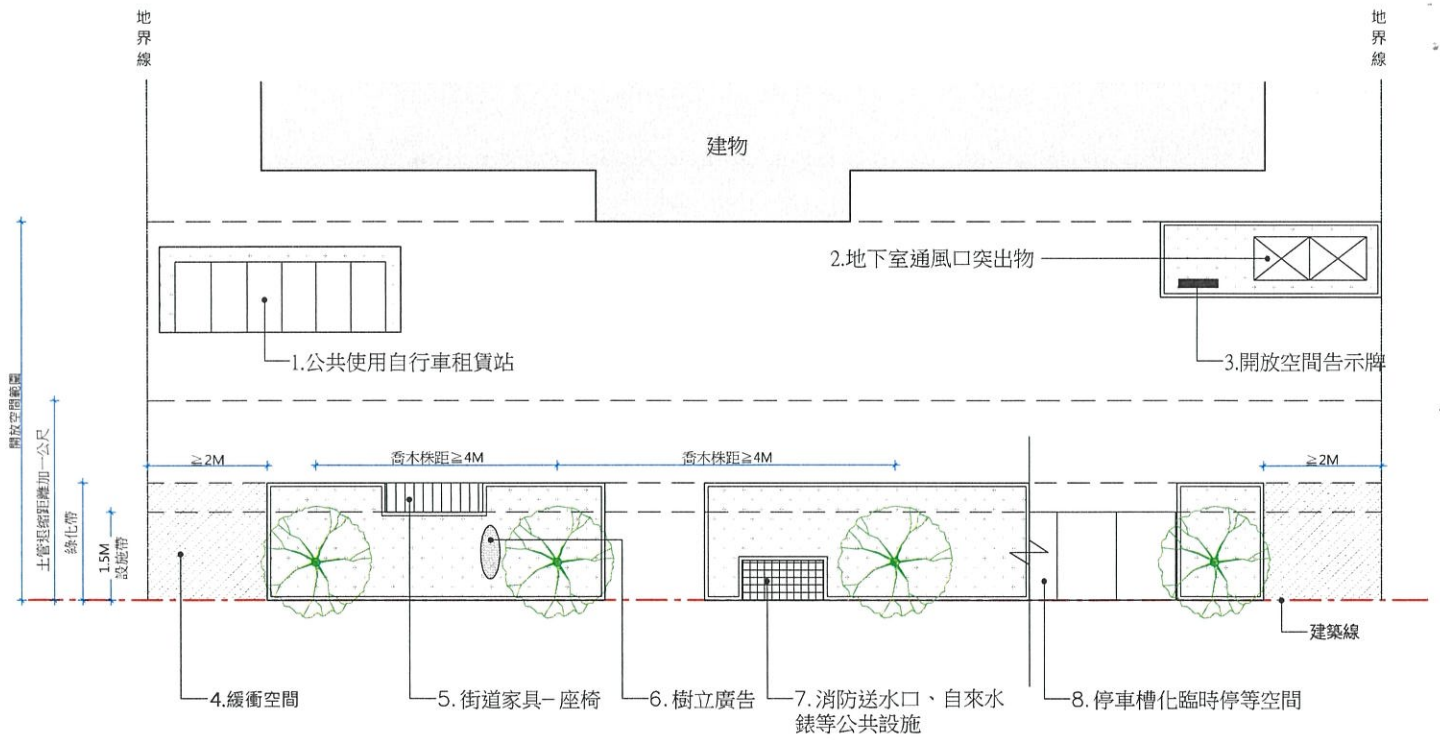 地界線
地界線
建物
2.地下室通風口突出物
1.公共使用自行車租賃站
3.開放空間告示牌
開放空間範圍
土管退縮距離加一公尺
綠化帶
1.5M
設施帶
≧2M
喬木株距≧4M
喬木株距≧4M
≧2M
建築線
4.緩衝空間
5.街道家具－座椅
6.樹立廣告
7.消防送水口、自來水
錶等公共設施
8.停車槽化臨時停等空間